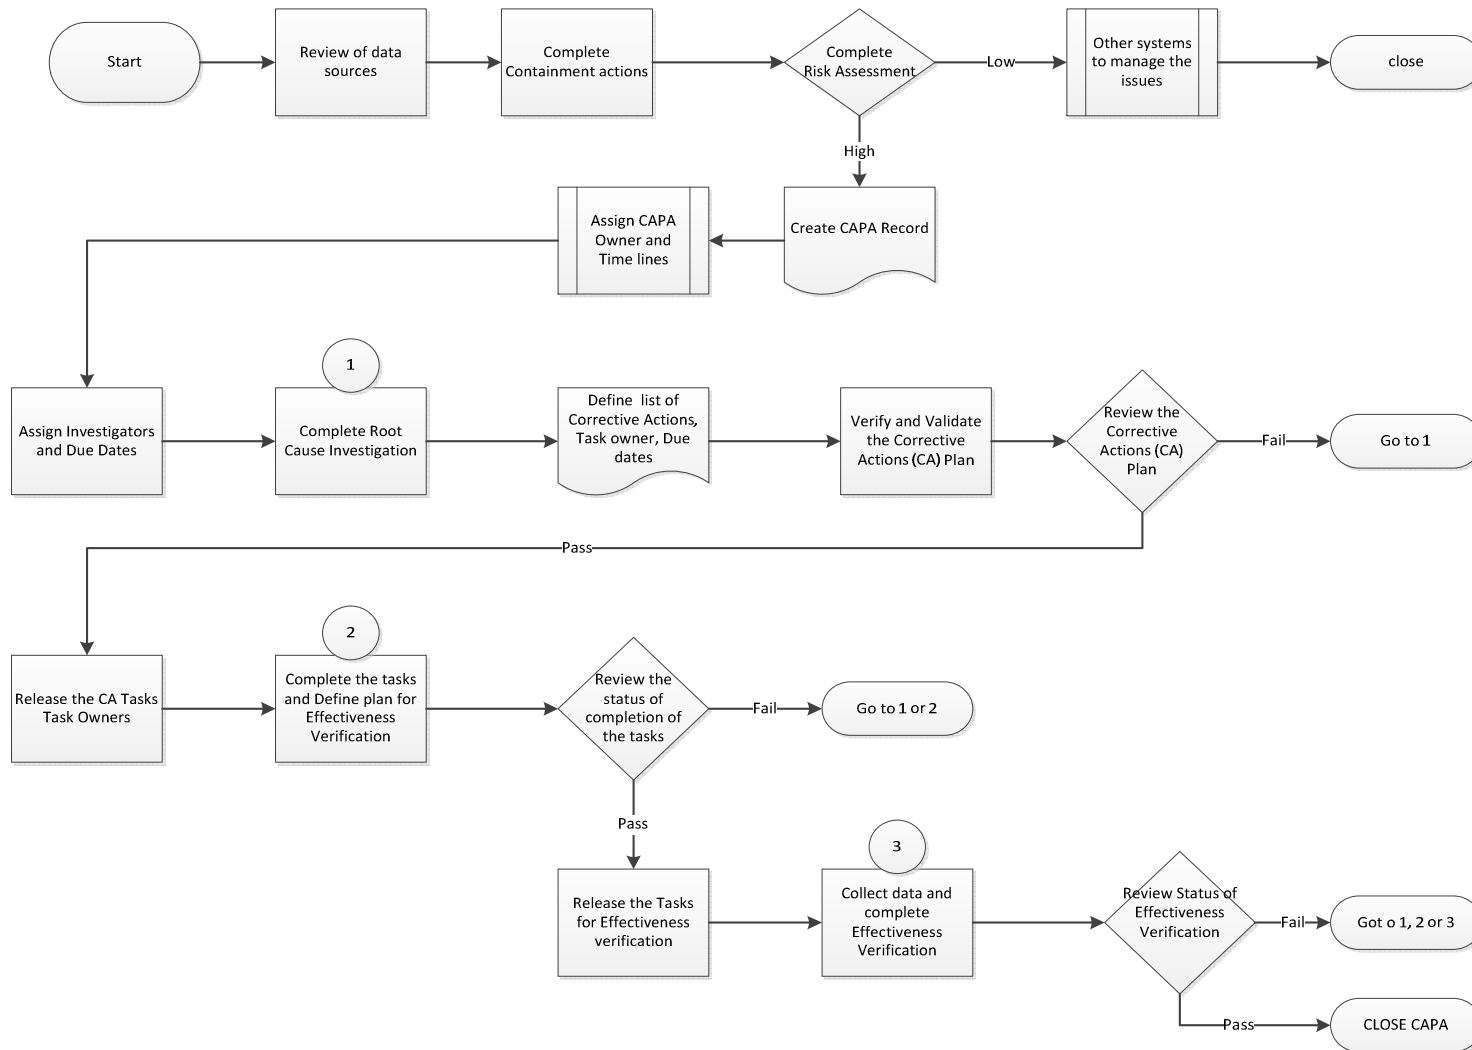 Start
Review of data
sources
Complete
Containment actions
Complete
Risk Assessment
Low
Other systems
to manage the
issues
close
High
Assign CAPA
Owner and
Time lines
Create CAPA Record
1
Assign Investigators
and Due Dates
Complete Root
Cause Investigation
Define list of
Corrective Actions,
Task owner, Due
dates
Verify and Validate
the Corrective
Actions (CA) Plan
Review the
Corrective
Actions (CA)
Plan
Fail
Go to 1
Pass
2
Release the CA Tasks
Task Owners
Complete the tasks
and Define plan for
Effectiveness
Verification
Review the
status of
completion of
the tasks
Fail
Go to 1 or 2
Pass
3
Release the Tasks
for Effectiveness
verification
Collect data and
complete
Effectiveness
Verification
Review Status of
Effectiveness
Verification
Fail
Got o 1, 2 or 3
Pass
CLOSE CAPA